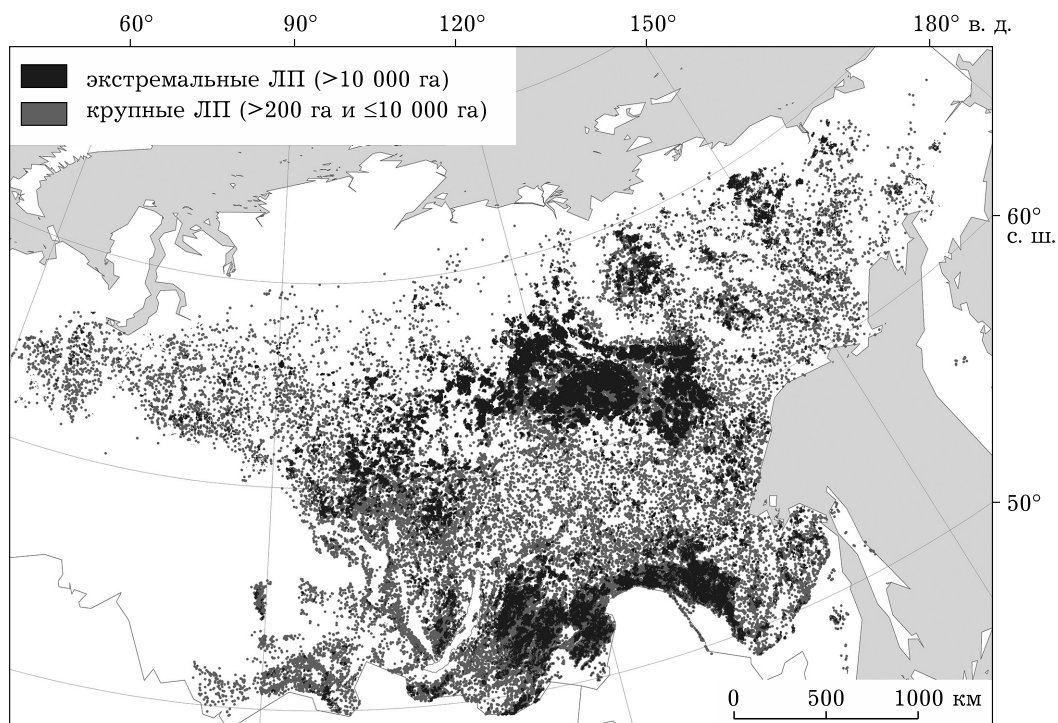 60° 90° 120° 150° 180° в. д.
экстремальные ЛП (>10 000 га)
крупные ЛП (>200 га и ≤10 000 га)
60°
с. ш.
50°
0 500 1000 км